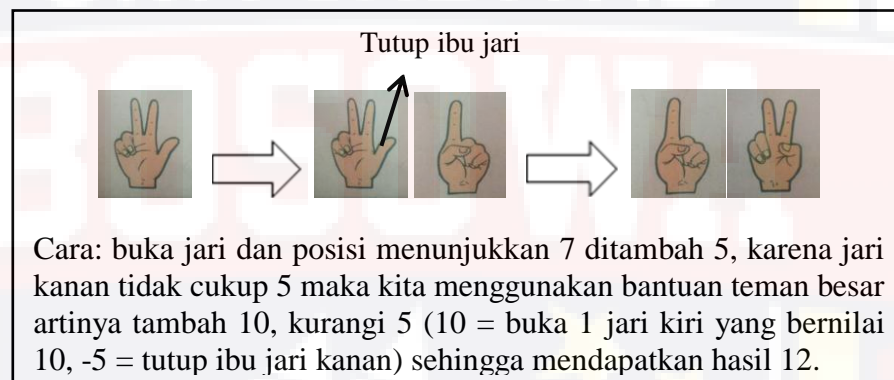 Tutup ibu jari
Cara: buka jari dan posisi menunjukkan 7 ditambah 5, karena jari
kanan tidak cukup 5 maka kita menggunakan bantuan teman besar
artinya tambah 10, kurangi 5 (10 = buka 1 jari kiri yang bernilai
10, -5 = tutup ibu jari kanan) sehingga mendapatkan hasil 12.